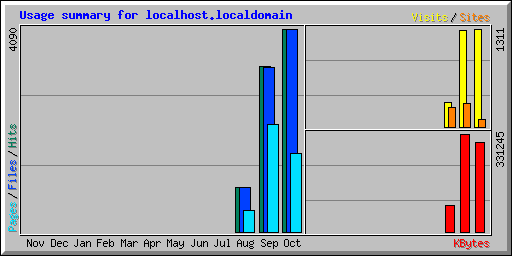 Usage summary for localhost.localdomain
Visits/Sites
4090
1311
Pages/Files/Hits
331245
Nov Dec Jan Feb Mar Apr May Jun Jul Aug Sep Oct
KBytes